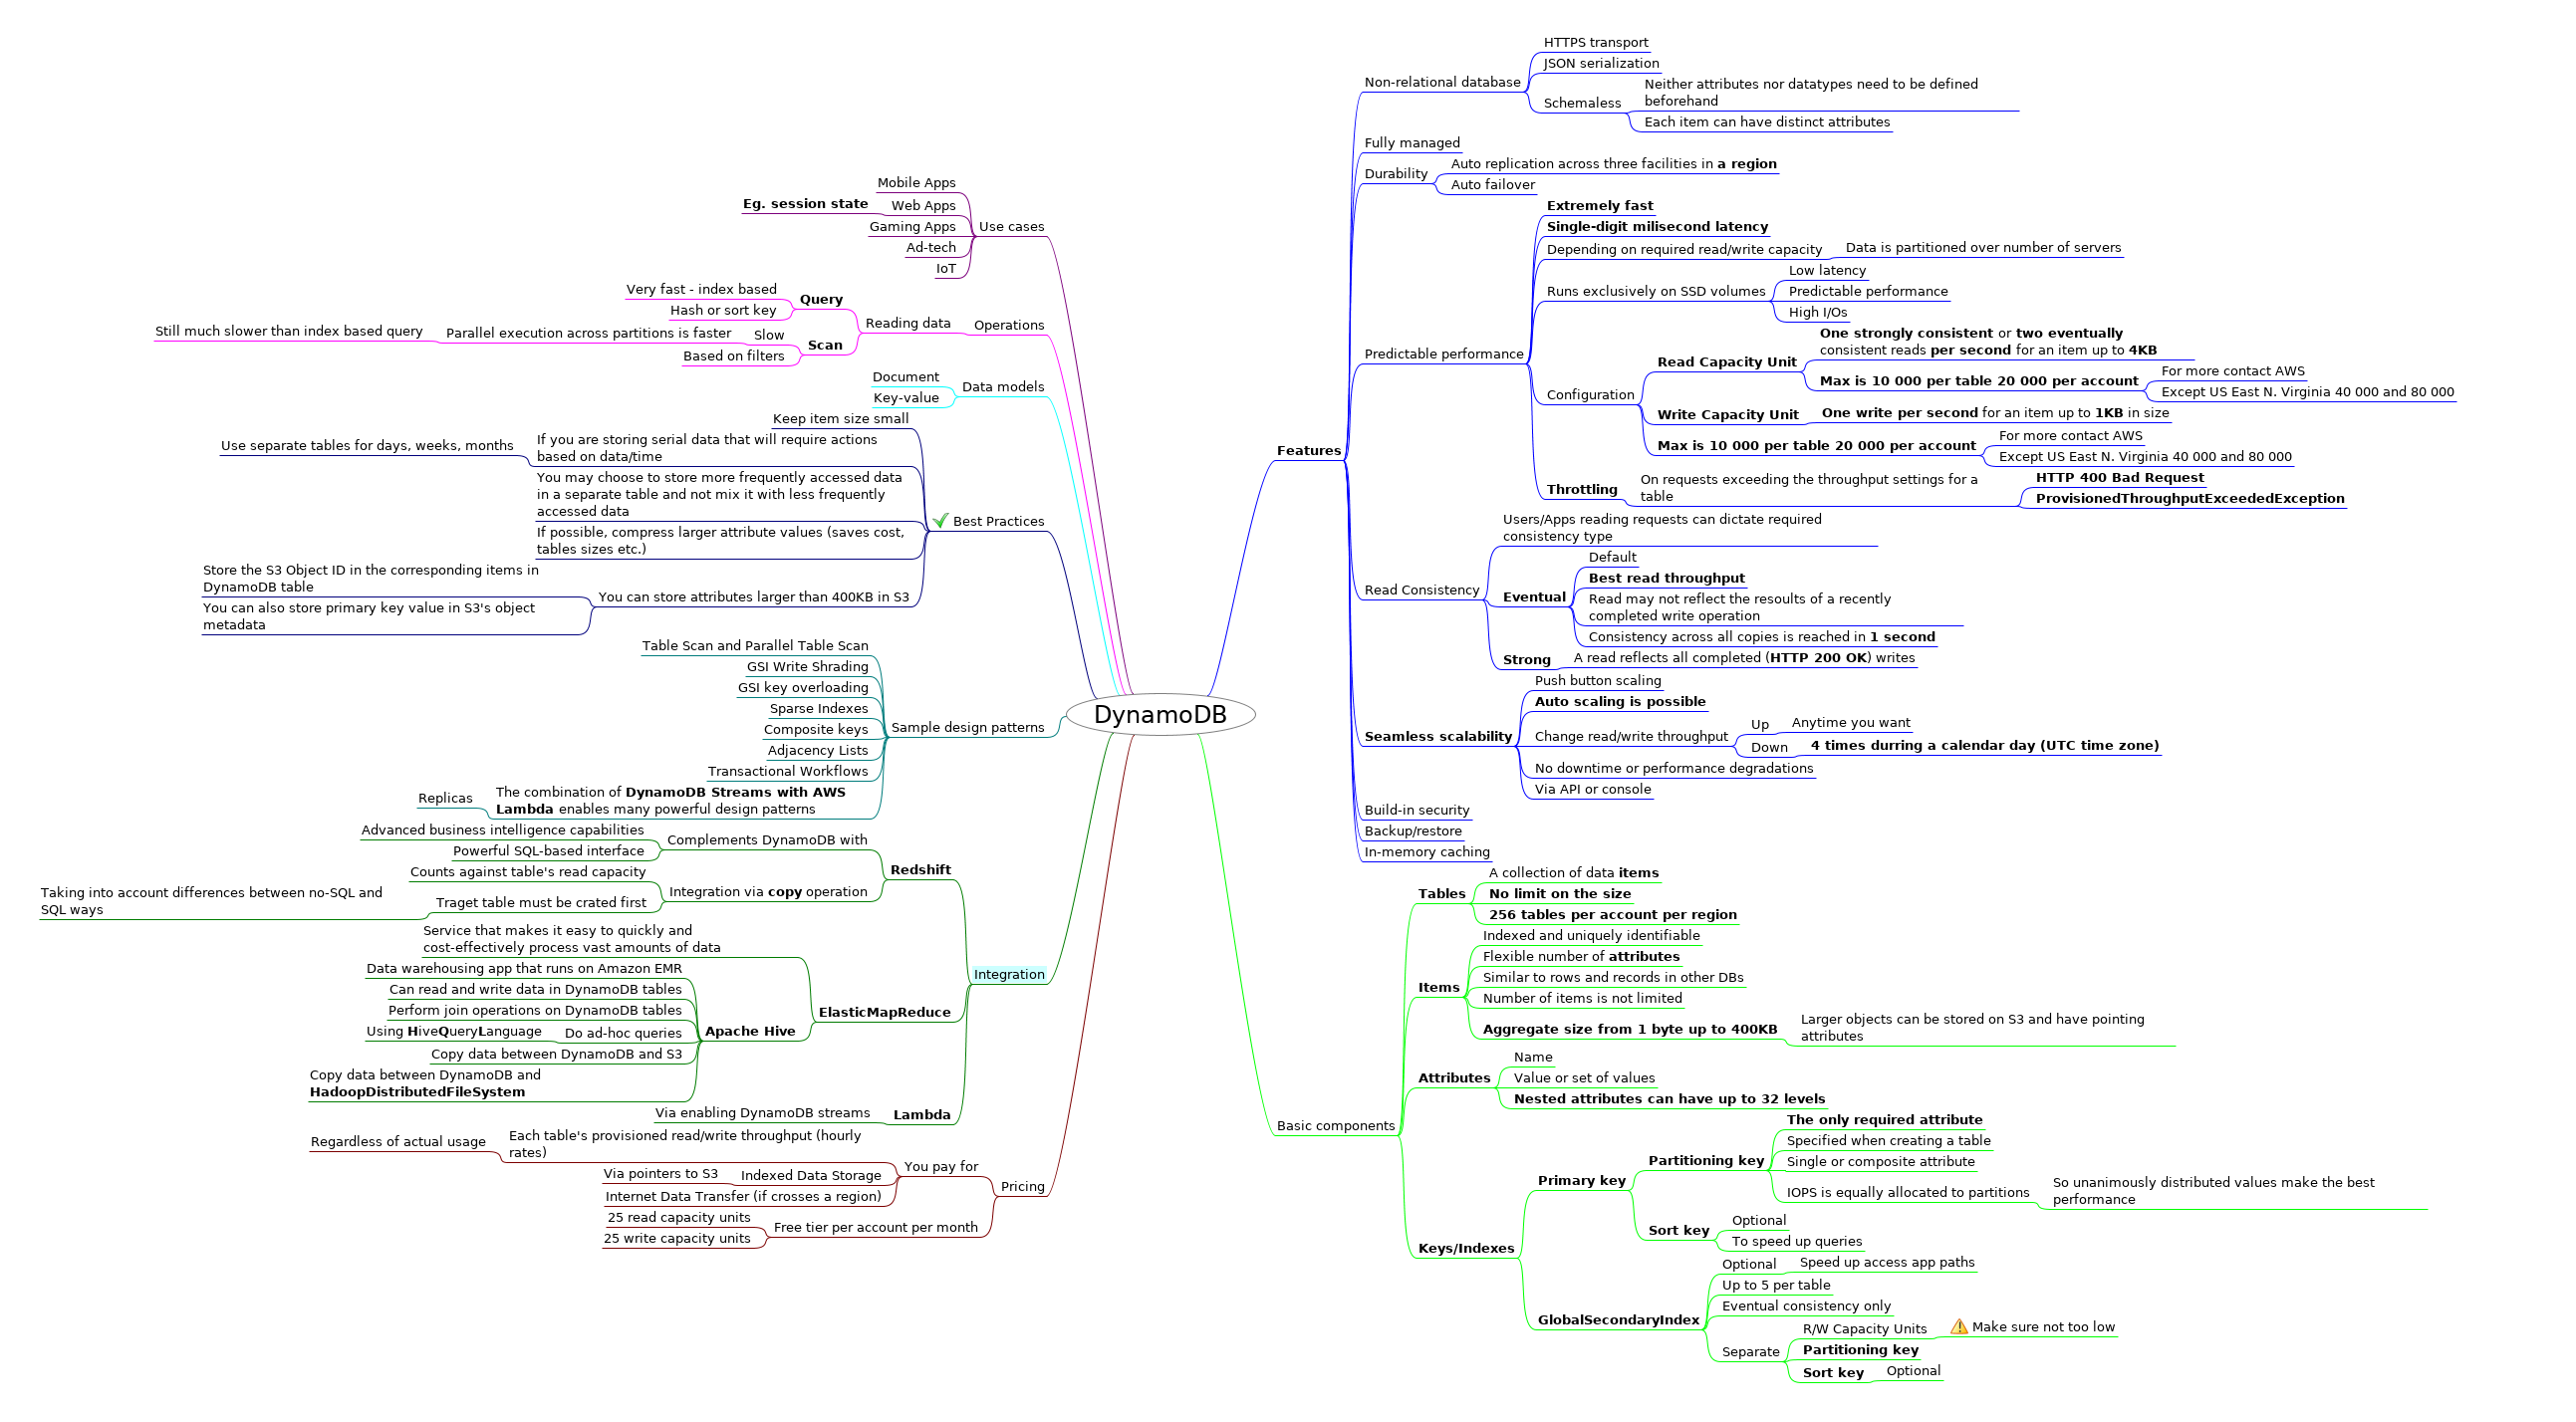 DynamoDB
Features
Non-relational database
HTTPS transport
JSON serialization
Schemaless
Neither attributes nor datatypes need to be defined
beforehand
Each item can have distinct attributes
Fully managed
Durability
Auto replication across three facilities in a region
Auto failover
Predictable performance
Extremely fast
Single-digit milisecond latency
Depending on required read/write capacity
Data is partitioned over number of servers
Runs exclusively on SSD volumes
Low latency
Predictable performance
High I/Os
Configuration
Read Capacity Unit
One strongly consistent or two eventually
consistent reads per second for an item up to 4KB
Max is 10 000 per table 20 000 per account
For more contact AWS
Except US East N. Virginia 40 000 and 80 000
Write Capacity Unit
One write per second for an item up to 1KB in size
Max is 10 000 per table 20 000 per account
For more contact AWS
Except US East N. Virginia 40 000 and 80 000
Throttling
On requests exceeding the throughput settings for a
table
HTTP 400 Bad Request
ProvisionedThroughputExceededException
Read Consistency
Users/Apps reading requests can dictate required
consistency type
Eventual
Default
Best read throughput
Read may not reflect the resoults of a recently
completed write operation
Consistency across all copies is reached in 1 second
Strong
A read reflects all completed (HTTP 200 OK) writes
Seamless scalability
Push button scaling
Auto scaling is possible
Change read/write throughput
Up
Anytime you want
Down
4 times durring a calendar day (UTC time zone)
No downtime or performance degradations
Via API or console
Build-in security
Backup/restore
In-memory caching
Basic components
Tables
A collection of data items
No limit on the size
256 tables per account per region
Items
Indexed and uniquely identifiable
Flexible number of attributes
Similar to rows and records in other DBs
Number of items is not limited
Aggregate size from 1 byte up to 400KB
Larger objects can be stored on S3 and have pointing
attributes
Attributes
Name
Value or set of values
Nested attributes can have up to 32 levels
Keys/Indexes
Primary key
Partitioning key
The only required attribute
Specified when creating a table
Single or composite attribute
IOPS is equally allocated to partitions
So unanimously distributed values make the best
performance
Sort key
Optional
To speed up queries
GlobalSecondaryIndex
Optional
Speed up access app paths
Up to 5 per table
Eventual consistency only
Separate
R/W Capacity Units
Make sure not too low
Partitioning key
Sort key
Optional
Use cases
Mobile Apps
Web Apps
Eg. session state
Gaming Apps
Ad-tech
IoT
Operations
Reading data
Query
Very fast - index based
Hash or sort key
Scan
Slow
Parallel execution across partitions is faster
Still much slower than index based query
Based on filters
Data models
Document
Key-value
Best Practices
Keep item size small
If you are storing serial data that will require actions
based on data/time
Use separate tables for days, weeks, months
You may choose to store more frequently accessed data
in a separate table and not mix it with less frequently
accessed data
If possible, compress larger attribute values (saves cost,
tables sizes etc.)
You can store attributes larger than 400KB in S3
Store the S3 Object ID in the corresponding items in
DynamoDB table
You can also store primary key value in S3's object
metadata
Sample design patterns
Table Scan and Parallel Table Scan
GSI Write Shrading
GSI key overloading
Sparse Indexes
Composite keys
Adjacency Lists
Transactional Workflows
The combination of DynamoDB Streams with AWS
Lambda enables many powerful design patterns
Replicas
Integration
Redshift
Complements DynamoDB with
Advanced business intelligence capabilities
Powerful SQL-based interface
Integration via copy operation
Counts against table's read capacity
Traget table must be crated first
Taking into account differences between no-SQL and
SQL ways
ElasticMapReduce
Service that makes it easy to quickly and
cost-effectively process vast amounts of data
Apache Hive
Data warehousing app that runs on Amazon EMR
Can read and write data in DynamoDB tables
Perform join operations on DynamoDB tables
Do ad-hoc queries
Using HiveQueryLanguage
Copy data between DynamoDB and S3
Copy data between DynamoDB and
HadoopDistributedFileSystem
Lambda
Via enabling DynamoDB streams
Pricing
You pay for
Each table's provisioned read/write throughput (hourly
rates)
Regardless of actual usage
Indexed Data Storage
Via pointers to S3
Internet Data Transfer (if crosses a region)
Free tier per account per month
25 read capacity units
25 write capacity units